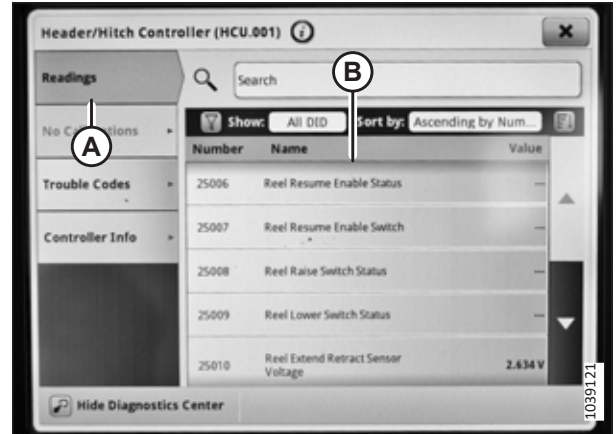 Header/Hitch Controller (HCU.001) i
×
Readings
Search
B
A
No Ca tions
Show: All DID Sort by: Ascending by Num...
Number Name Value
Trouble Codes
25006 Reel Resume Enable Status ---
Controller Info
25007 Reel Resume Enable Switch ---
25008 Reel Raise Switch Status ---
25009 Reel Lower Switch Status ---
25010 Reel Extend Retract Sensor
Voltage 2.634 V
Hide Diagnostics Center
1039121